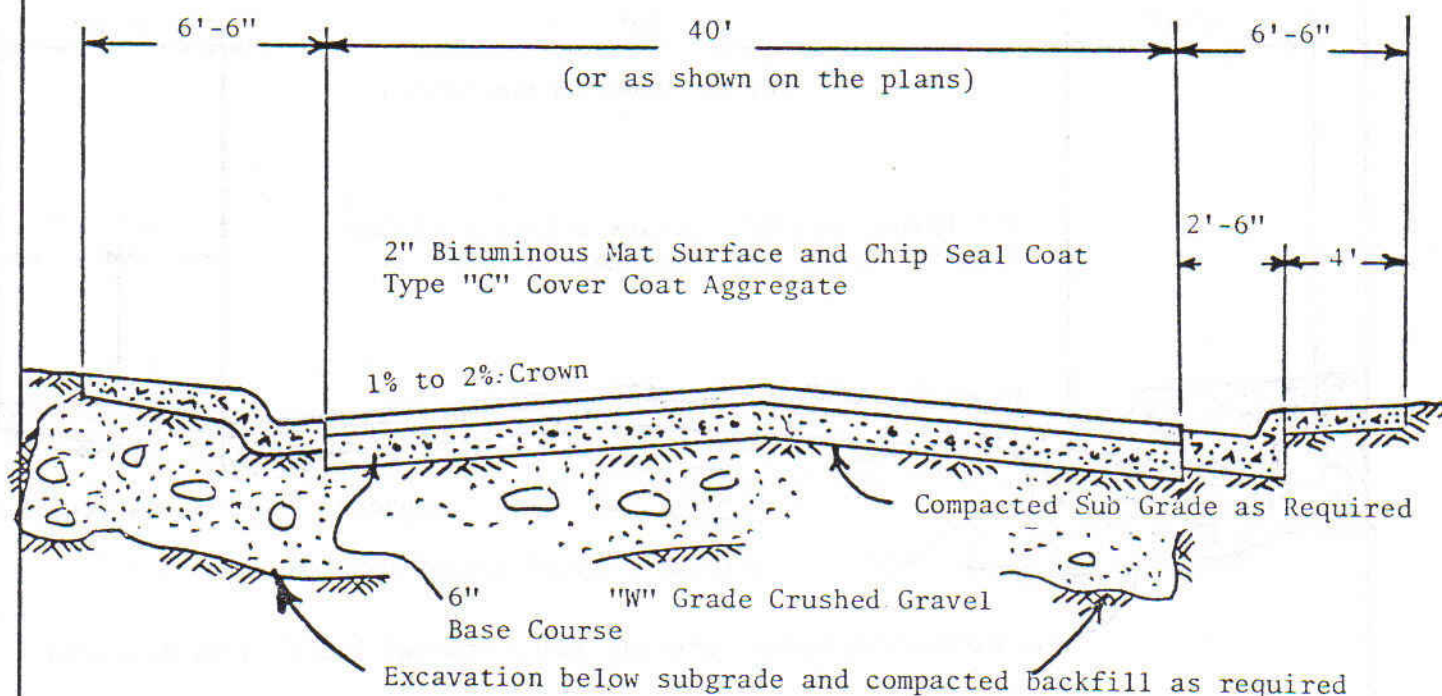 6'-6" 40' 6'-6"
(or as shown on the plans)
2'-6"
2" Bituminous Mat Surface and Chip Seal Coat
4'
Type "C" Cover Coat Aggregate
1% to 2% Crown
Compacted Sub Grade as Required
6" "W" Grade Crushed Gravel
Base Course
Excavation below subgrade and compacted backfill as required